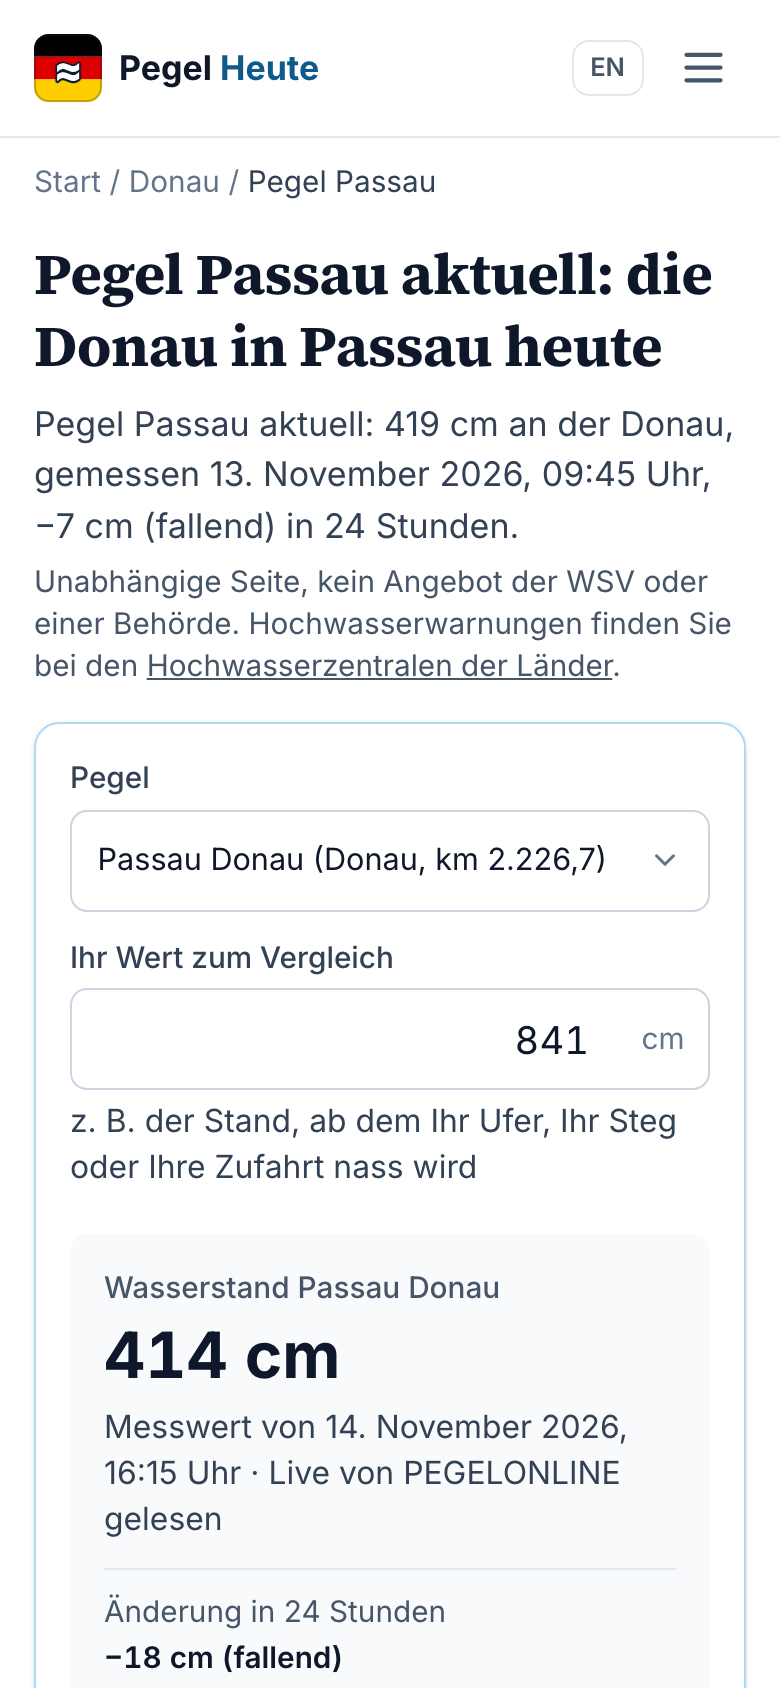 Pegel Heute
EN
Start / Donau / Pegel Passau
Pegel Passau aktuell: die
Donau in Passau heute
Pegel Passau aktuell: 419 cm an der Donau,
gemessen 13. November 2026, 09:45 Uhr,
−7 cm (fallend) in 24 Stunden.
Unabhängige Seite, kein Angebot der WSV oder
einer Behörde. Hochwasserwarnungen finden Sie
bei den Hochwasserzentralen der Länder.
Pegel
Passau Donau (Donau, km 2.226,7)
Ihr Wert zum Vergleich
841 cm
z. B. der Stand, ab dem Ihr Ufer, Ihr Steg
oder Ihre Zufahrt nass wird
Wasserstand Passau Donau
414 cm
Messwert von 14. November 2026,
16:15 Uhr · Live von PEGELONLINE
gelesen
Änderung in 24 Stunden
−18 cm (fallend)